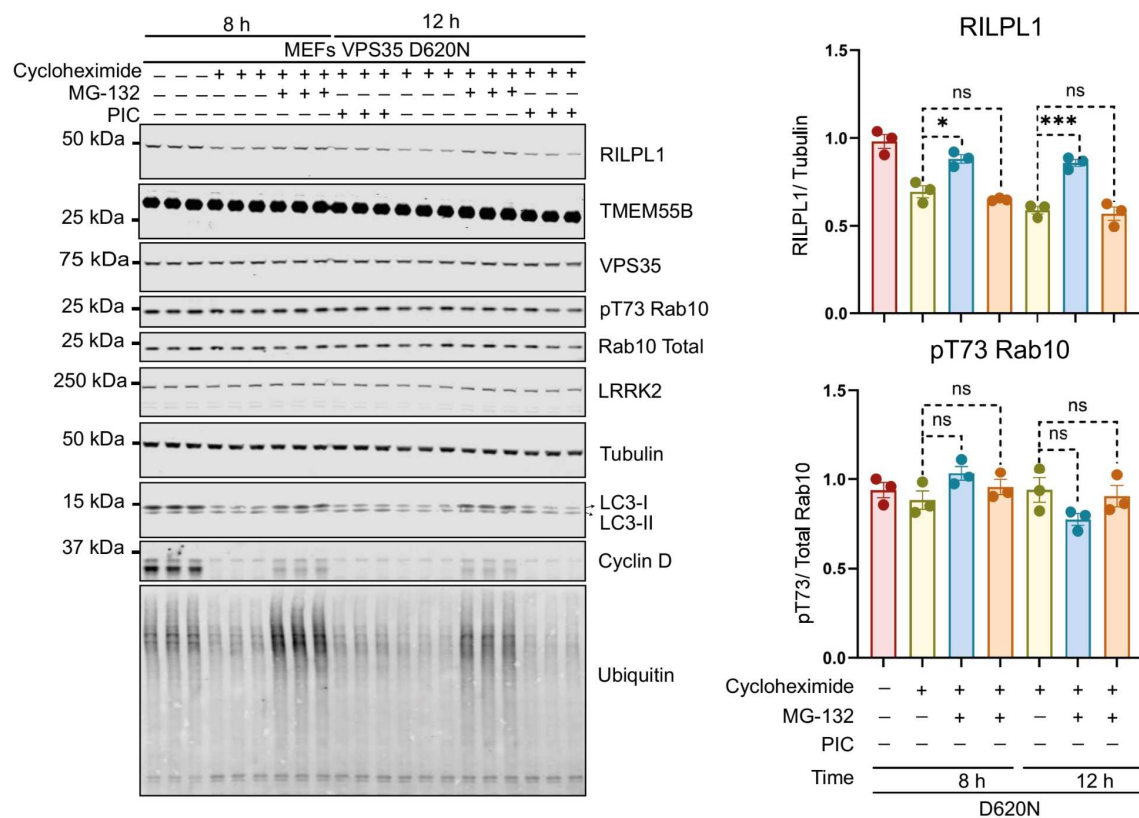 8 h 12 h
MEFs VPS35 D620N
Cycloheximide − − − + + + + + + + + + + + + + + + + + +
MG-132 − − − − − − + + + − − − − − − + + + − − −
PIC − − − − − − − − − + + + − − − − − − + + +
50 kDa RILPL1
25 kDa TMEM55B
75 kDa VPS35
25 kDa pT73 Rab10
25 kDa Rab10 Total
250 kDa LRRK2
50 kDa Tubulin
15 kDa LC3-I
LC3-II
37 kDa Cyclin D
Ubiquitin
RILPL1
RILPL1/ Tubulin
1.5
1.0
0.5
0.0
ns ns
* ***
pT73 Rab10
pT73/ Total Rab10
1.5
1.0
0.5
0.0
ns ns
ns ns
Cycloheximide − + + + + + +
MG-132 − − + + − + +
PIC − − − − − − −
Time 8 h 12 h
D620N